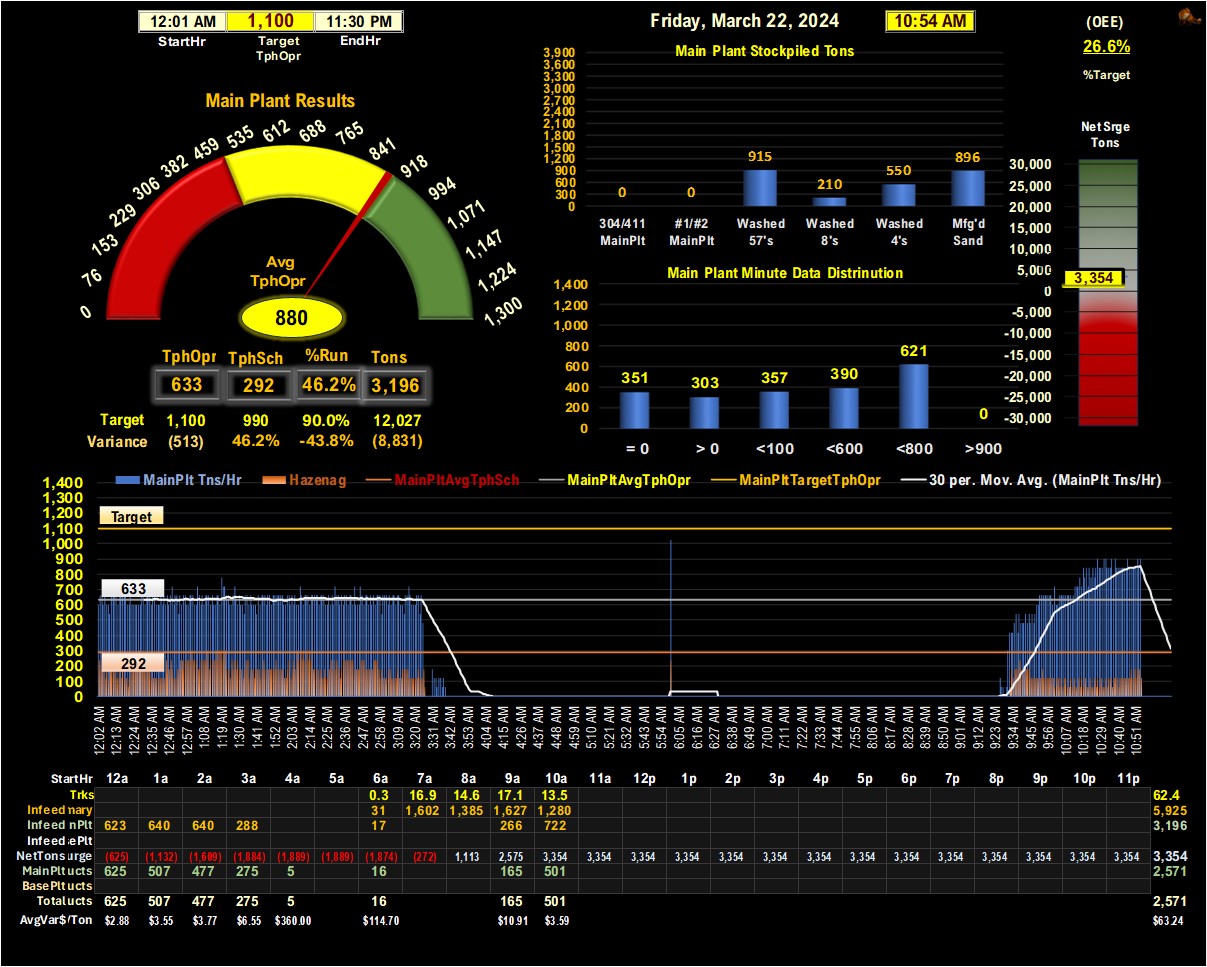 12:01 AM 1,100 11:30 PM
StartHr Target TphOpr EndHr
Friday, March 22, 2024 10:54 AM
(OEE)
26.6%
%Target
Main Plant Results
0 76 153 229 306 382 459 535 612 688 765 841 918 994 1,071 1,147 1,224 1,300
Avg
TphOpr
880
TphOpr TphSch %Run Tons
633 292 46.2% 3,196
Target 1,100 990 90.0% 12,027
Variance (513) 46.2% -43.8% (8,831)
Main Plant Stockpiled Tons
3,900
3,600
3,300
3,000
2,700
2,400
2,100
1,800
1,500
1,200
900
600
300
0
0 0 915 210 550 896
304/411 #1/#2 Washed Washed Washed Mfg'd
MainPlt MainPlt 57's 8's 4's Sand
Main Plant Minute Data Distrinution
1,400
1,200
1,000
800
600
400
200
0
351 303 357 390 621 0
= 0 > 0 <100 <600 <800 >900
Net Srge
Tons
30,000
25,000
20,000
15,000
10,000
5,000
3,354
0
-5,000
-10,000
-15,000
-20,000
-25,000
-30,000
MainPlt Tns/Hr Hazenag MainPltAvgTphSch MainPltAvgTphOpr MainPltTargetTphOpr 30 per. Mov. Avg. (MainPlt Tns/Hr)
1,400
1,300
1,200
1,100
1,000
900
800
700
600
500
400
300
200
100
0
Target
633
292
12:02 AM 12:13 AM 12:24 AM 12:35 AM 12:46 AM 12:57 AM 1:08 AM 1:19 AM 1:30 AM 1:41 AM 1:52 AM 2:03 AM 2:14 AM 2:25 AM 2:36 AM 2:47 AM 2:58 AM 3:09 AM 3:20 AM 3:31 AM 3:42 AM 3:53 AM 4:04 AM 4:15 AM 4:26 AM 4:37 AM 4:48 AM 4:59 AM 5:10 AM 5:21 AM 5:32 AM 5:43 AM 5:54 AM 6:05 AM 6:16 AM 6:27 AM 6:38 AM 6:49 AM 7:00 AM 7:11 AM 7:22 AM 7:33 AM 7:44 AM 7:55 AM 8:06 AM 8:17 AM 8:28 AM 8:39 AM 8:50 AM 9:01 AM 9:12 AM 9:23 AM 9:34 AM 9:45 AM 9:56 AM 10:07 AM 10:18 AM 10:29 AM 10:40 AM 10:51 AM
StartHr 12a 1a 2a 3a 4a 5a 6a 7a 8a 9a 10a 11a 12p 1p 2p 3p 4p 5p 6p 7p 8p 9p 10p 11p
Trks 0.3 16.9 14.6 17.1 13.5 62.4
Infeed nary 31 1,602 1,385 1,627 1,280 5,925
Infeed nPlt 623 640 640 288 17 266 722 3,196
Infeed ePlt
NetTons urge (625) (1,132) (1,609) (1,884) (1,889) (1,889) (1,874) (272) 1,113 2,575 3,354 3,354 3,354 3,354 3,354 3,354 3,354 3,354 3,354 3,354 3,354 3,354 3,354 3,354 3,354
MainPlt ucts 625 507 477 275 5 16 165 501 2,571
BasePlt ucts
Total ucts 625 507 477 275 5 16 165 501 2,571
AvgVar$/Ton $2.88 $3.55 $3.77 $6.55 $360.00 $114.70 $10.91 $3.59 $63.24